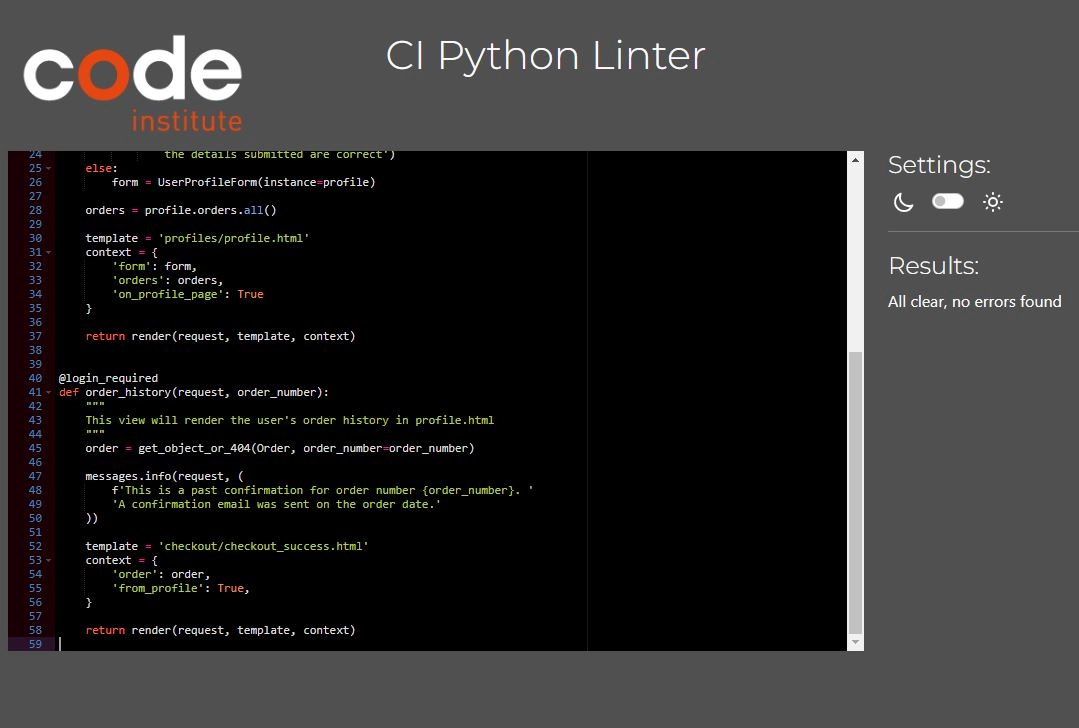 code
institute
CI Python Linter
24 the details submitted are correct')
25 else:
26 form = UserProfileForm(instance=profile)
27
28 orders = profile.orders.all()
29
30 template = 'profiles/profile.html'
31 context = {
32 'form': form,
33 'orders': orders,
34 'on_profile_page': True
35 }
36
37 return render(request, template, context)
38
39
40 @login_required
41 def order_history(request, order_number):
42 """
43 This view will render the user's order history in profile.html
44 """
45 order = get_object_or_404(Order, order_number=order_number)
46
47 messages.info(request, (
48 f'This is a past confirmation for order number {order_number}. '
49 'A confirmation email was sent on the order date.'
50 ))
51
52 template = 'checkout/checkout_success.html'
53 context = {
54 'order': order,
55 'from_profile': True,
56 }
57
58 return render(request, template, context)
59
Settings:
Results:
All clear, no errors found